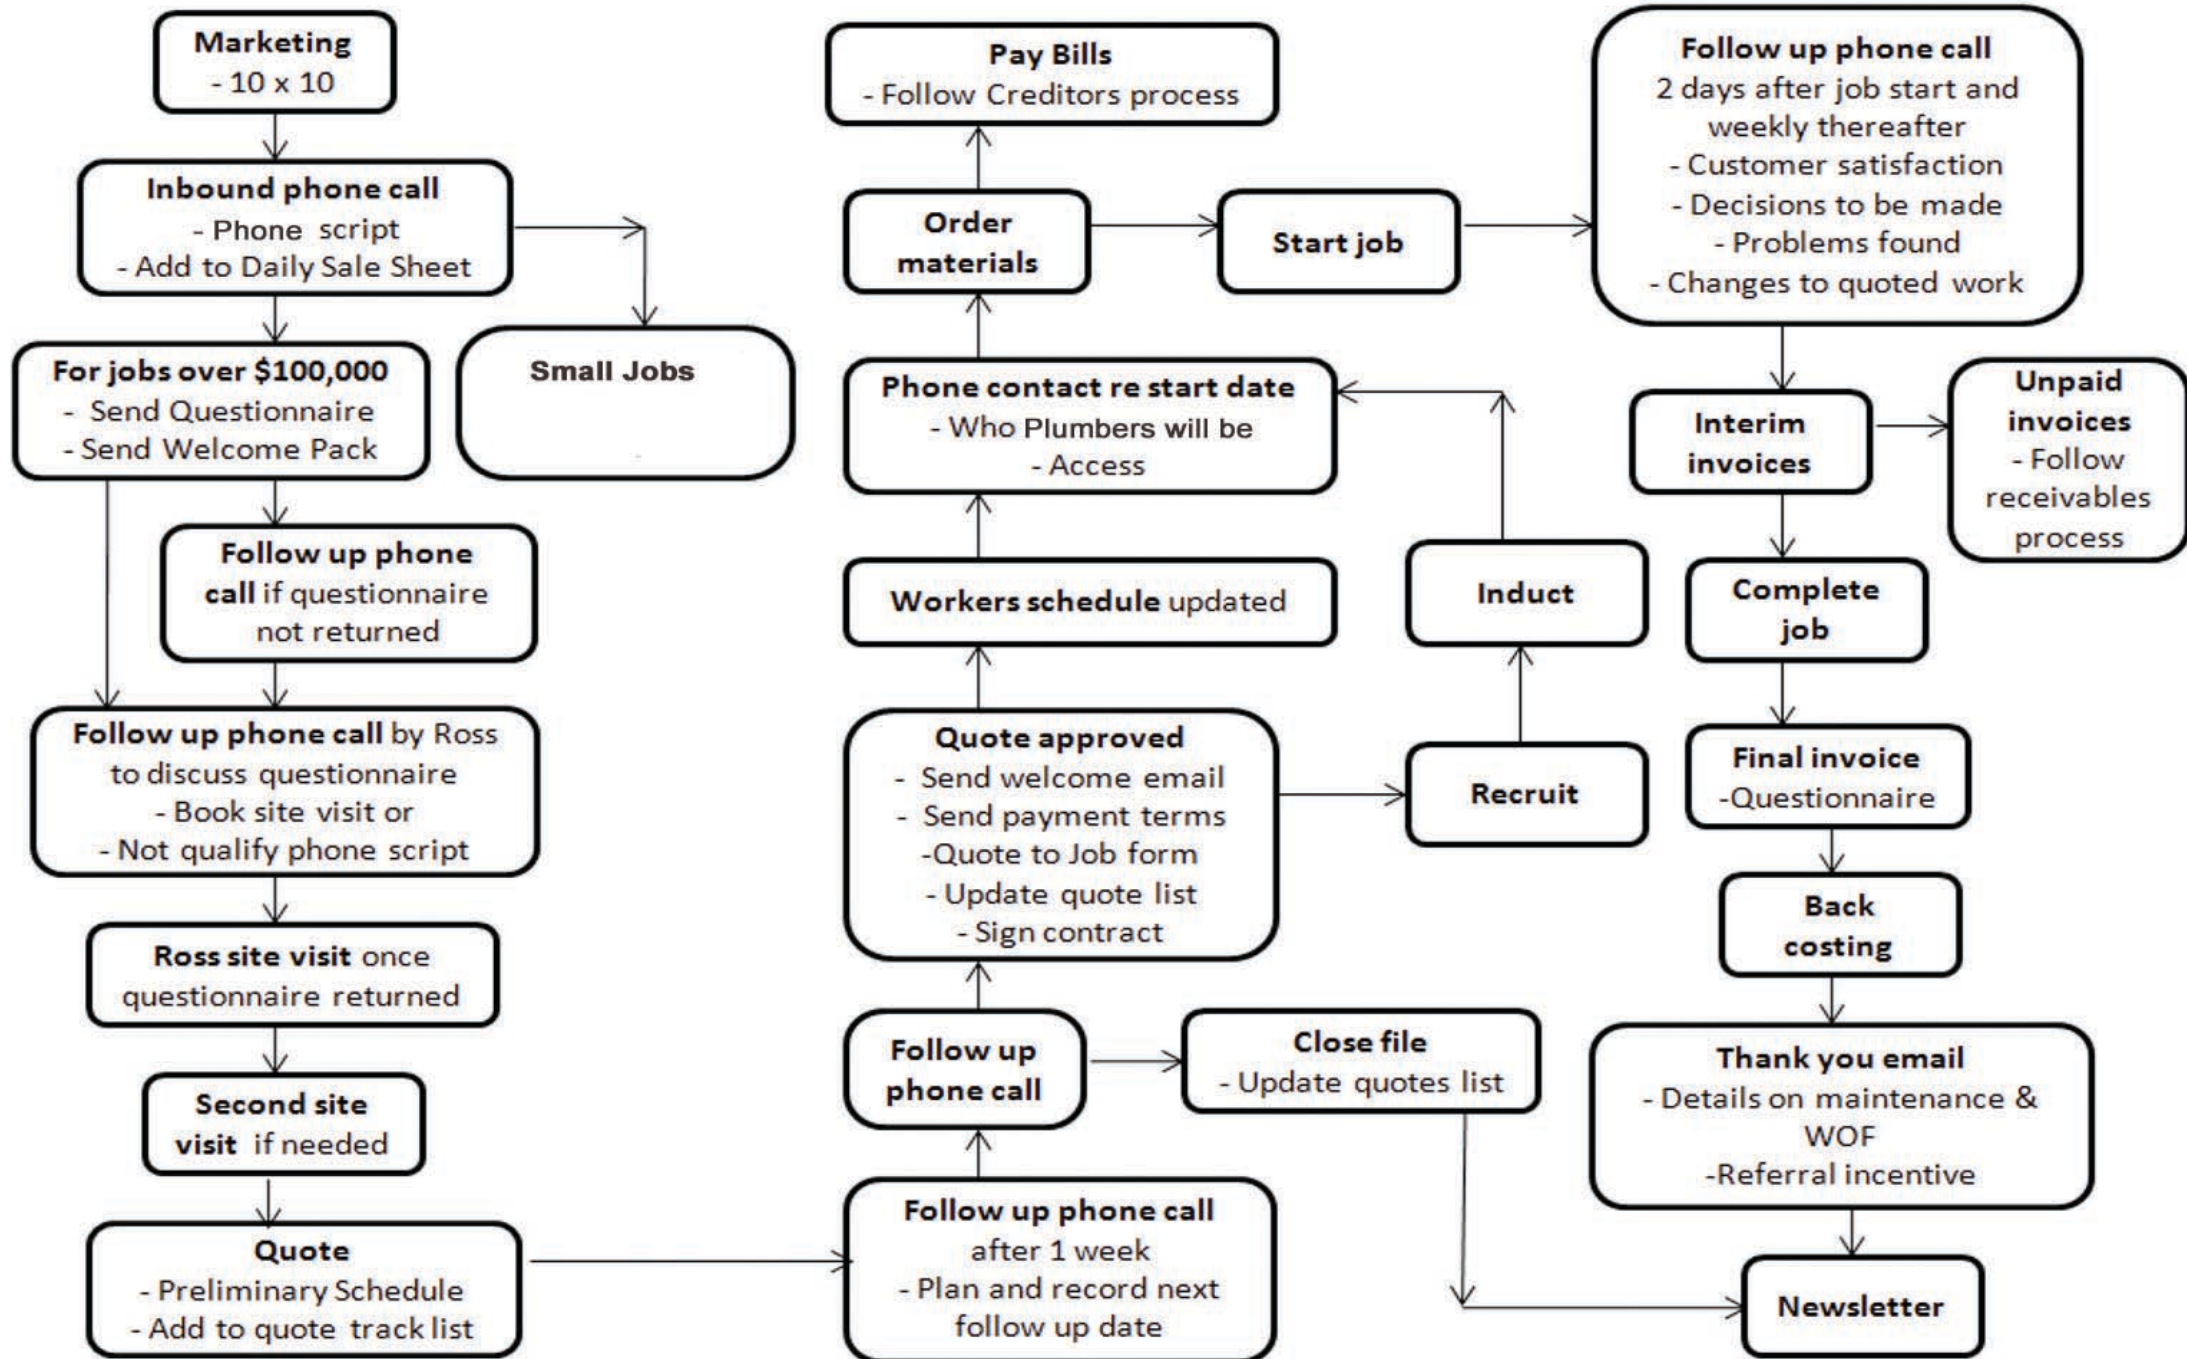 Marketing
- 10 x 10
Inbound phone call
- Phone script
- Add to Daily Sale Sheet
For jobs over $100,000
- Send Questionnaire
- Send Welcome Pack
Small Jobs
Follow up phone
call if questionnaire
not returned
Follow up phone call by Ross
to discuss questionnaire
- Book site visit or
- Not qualify phone script
Ross site visit once
questionnaire returned
Second site
visit if needed
Quote
- Preliminary Schedule
- Add to quote track list
Follow up phone call
after 1 week
- Plan and record next
follow up date
Follow up
phone call
Close file
- Update quotes list
Quote approved
- Send welcome email
- Send payment terms
-Quote to Job form
- Update quote list
- Sign contract
Recruit
Induct
Workers schedule updated
Phone contact re start date
- Who Plumbers will be
- Access
Order
materials
Pay Bills
- Follow Creditors process
Start job
Follow up phone call
2 days after job start and
weekly thereafter
- Customer satisfaction
- Decisions to be made
- Problems found
- Changes to quoted work
Interim
invoices
Unpaid
invoices
- Follow
receivables
process
Complete
job
Final invoice
-Questionnaire
Back
costing
Thank you email
- Details on maintenance &
WOF
-Referral incentive
Newsletter